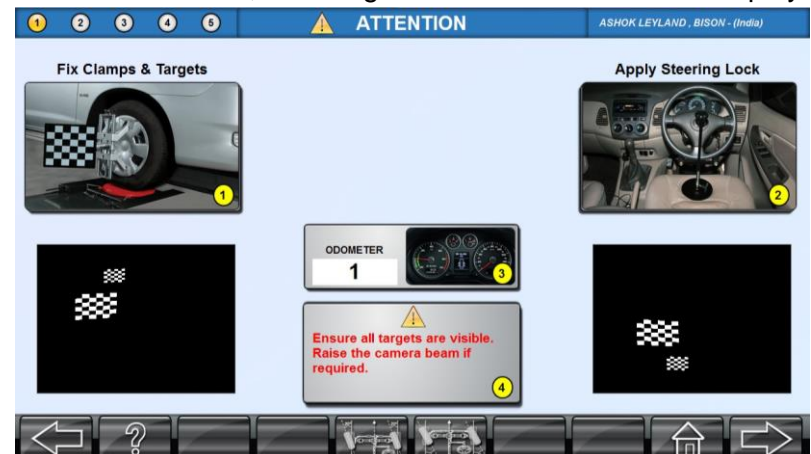 1 2 3 4 5
ATTENTION
ASHOK LEYLAND , BISON - (India)
Fix Clamps & Targets
Apply Steering Lock
1
2
ODOMETER
1
3
Ensure all targets are visible.
Raise the camera beam if
required.
4
?